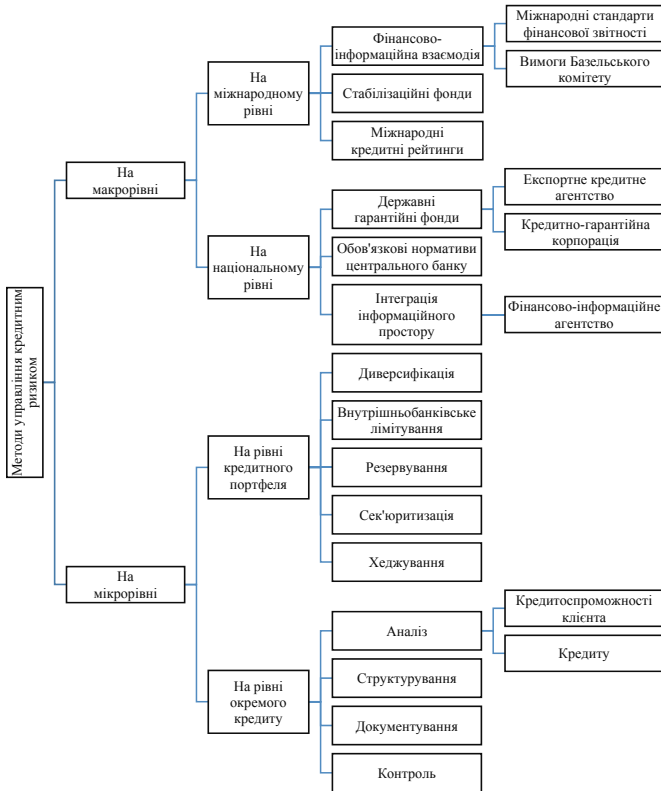 Методи управління кредитним
ризиком
На
макрорівні
На
міжнародному
рівні
Фінансово-
інформаційна взаємодія
Міжнародні стандарти
фінансової звітності
Вимоги Базельського
комітету
Стабілізаційні фонди
Міжнародні
кредитні рейтинги
На
національному
рівні
Державні
гарантійні фонди
Експортне кредитне
агентство
Кредитно-гарантійна
корпорація
Обов'язкові нормативи
центрального банку
Інтеграція
інформаційного
простору
Фінансово-інформаційне
агентство
На
мікрорівні
На рівні
кредитного
портфеля
Диверсифікація
Внутрішньобанківське
лімітування
Резервування
Сек'юритизація
Хеджування
На рівні
окремого
кредиту
Аналіз
Кредитоспроможності
клієнта
Кредиту
Структурування
Документування
Контроль